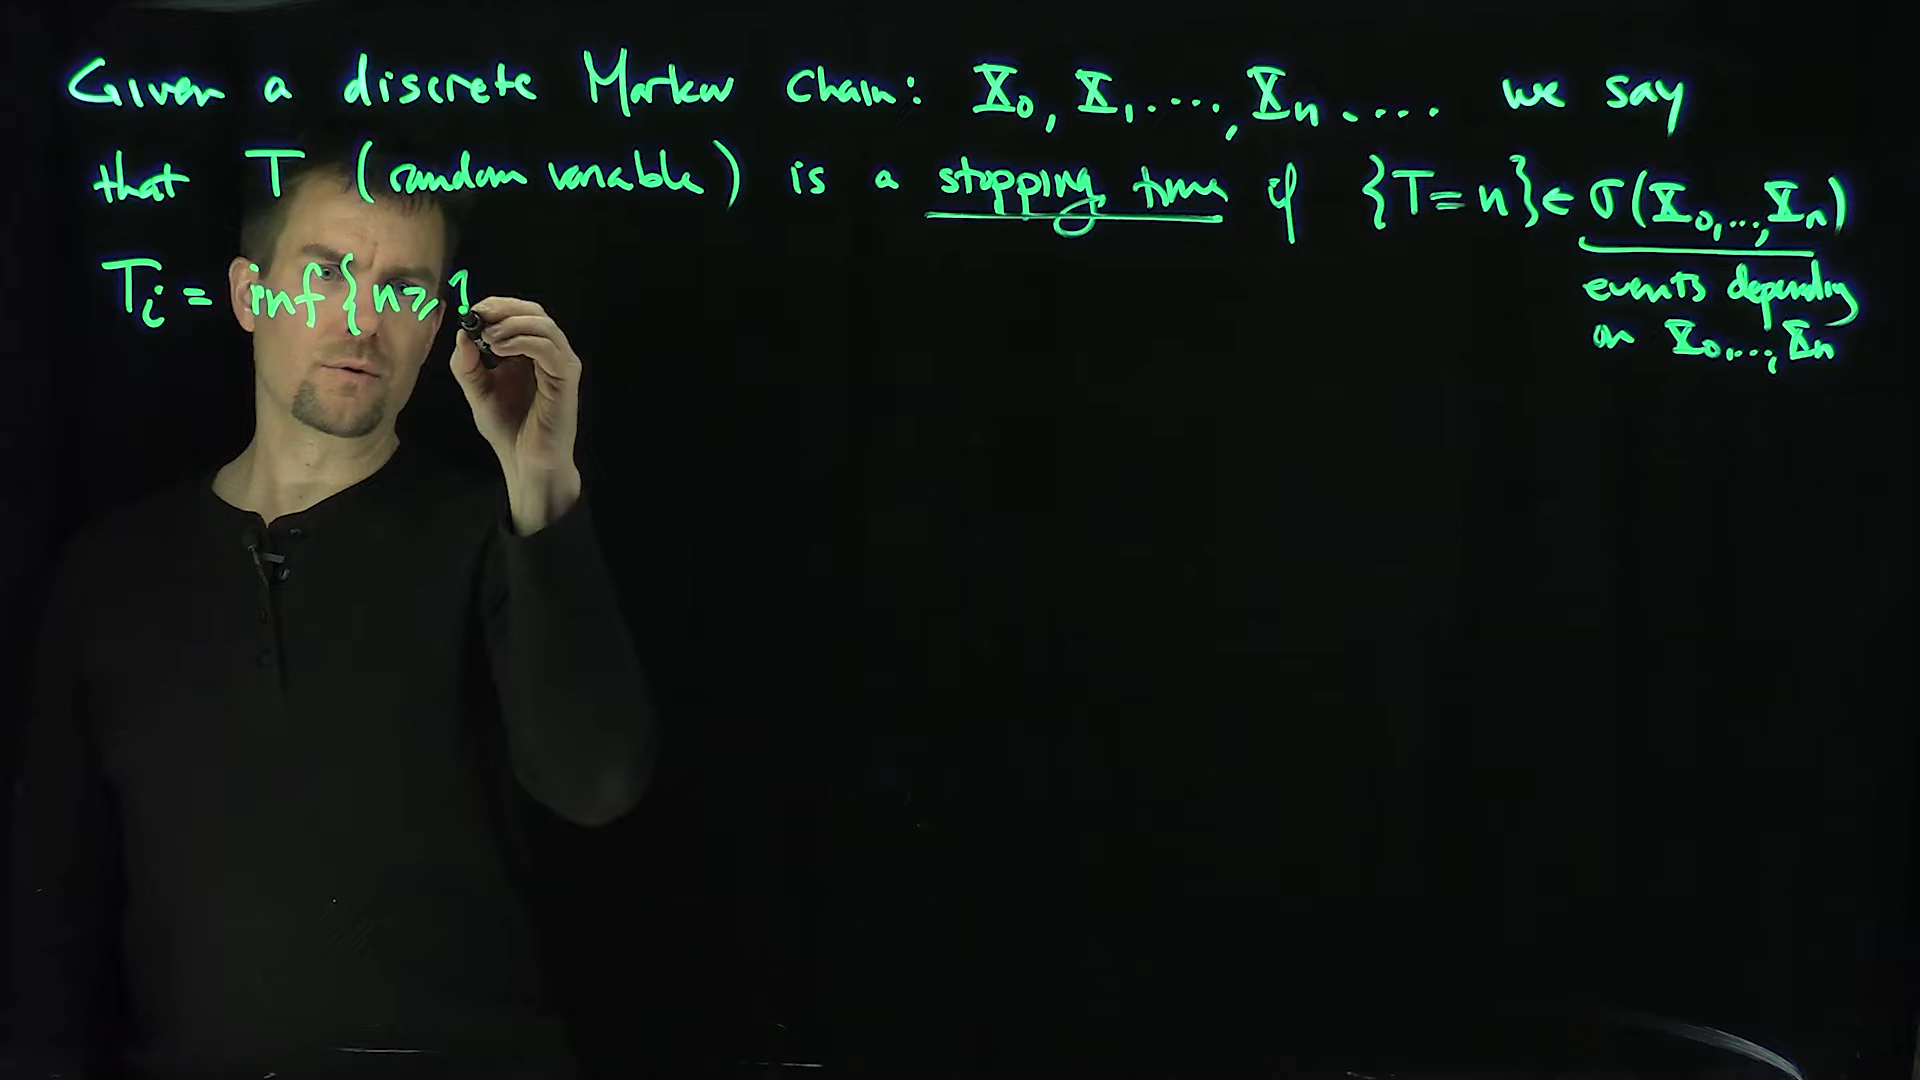 Given a discrete Markov Chain: X₀, X₁, ...., Xₙ .... we say
that T (random variable) is a stopping time if {T=n}∈ σ(X₀,...,Xₙ)
Tᵢ = inf{n≥1
events depending
on X₀,...,Xₙ